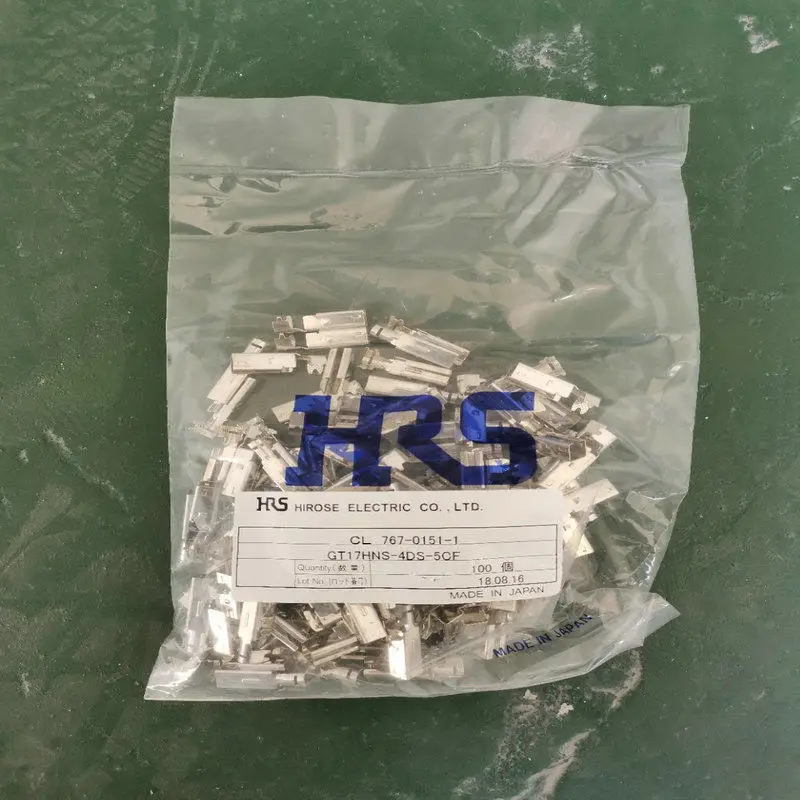 HRS
HRS HIROSE ELECTRIC CO., LTD.
CL 767-0151-1
GT17HNS-4DS-5CF
Quantity (数量) 100 個
Lot No. (ロット番号) 18.08.16
MADE IN JAPAN
MADE IN JAPAN